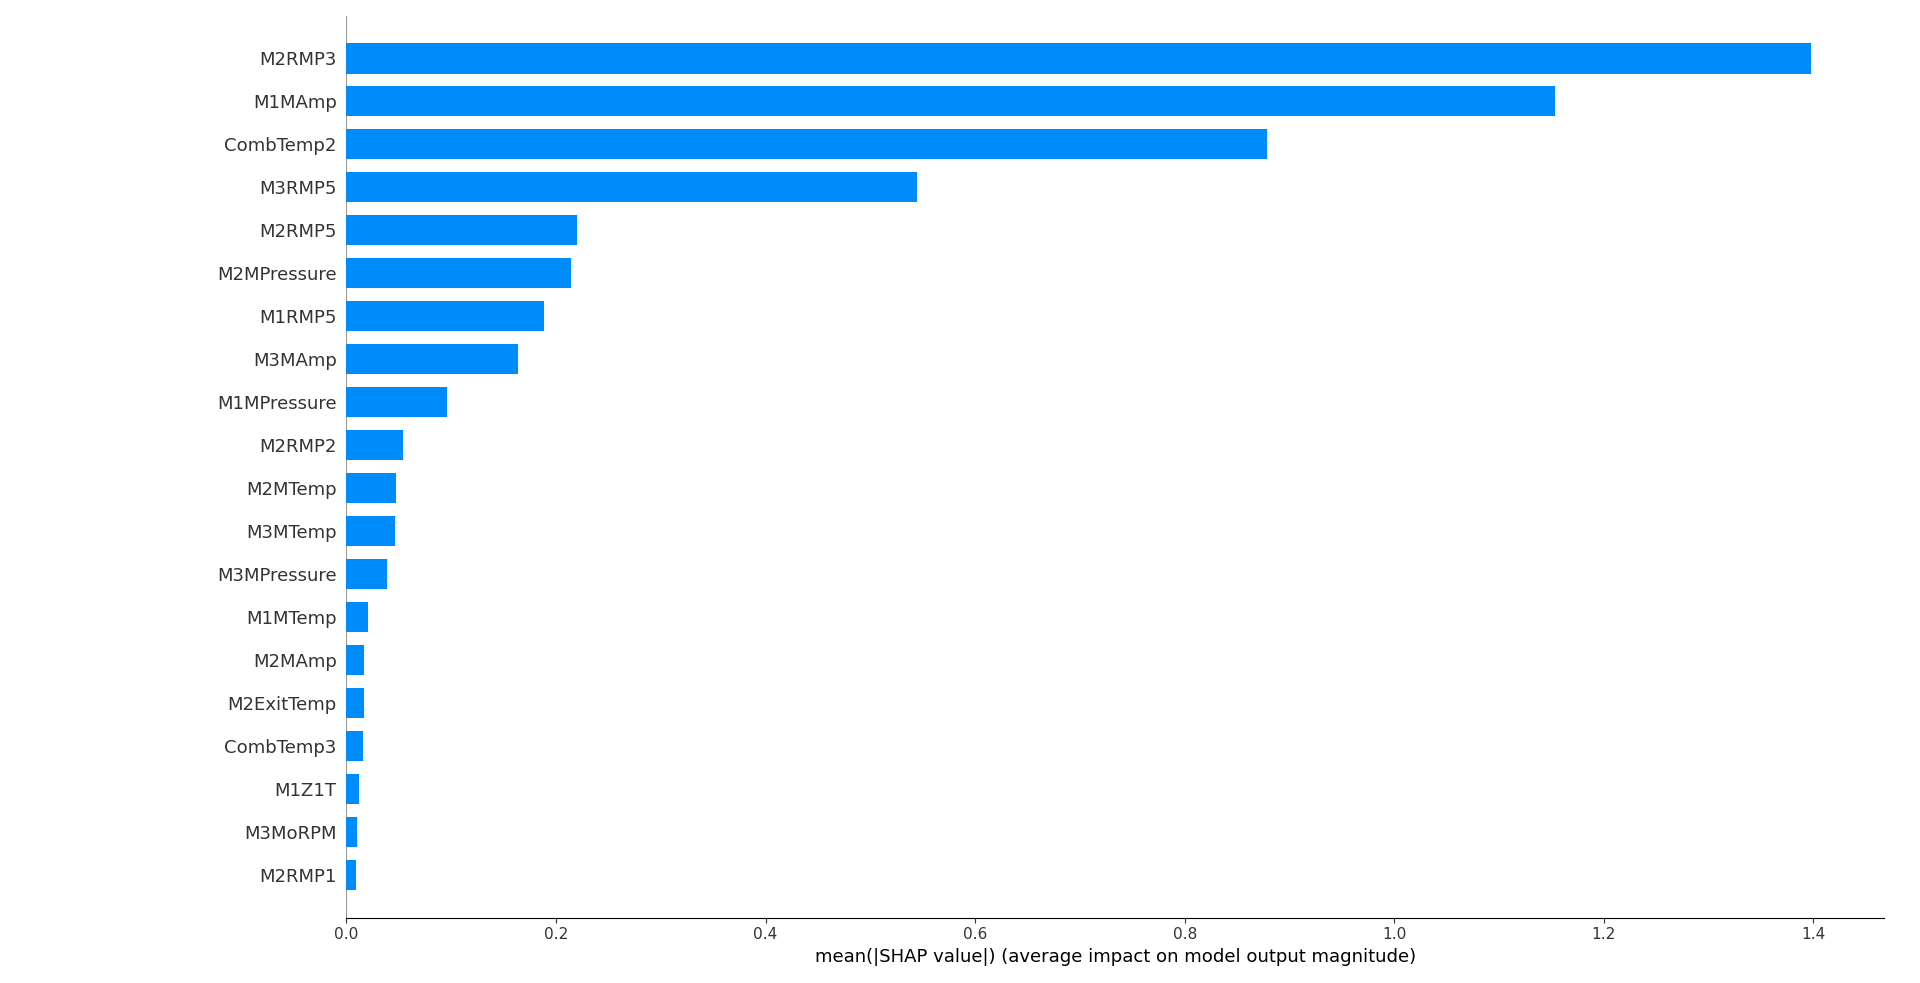 M2RMP3
M1MAmp
CombTemp2
M3RMP5
M2RMP5
M2MPressure
M1RMP5
M3MAmp
M1MPressure
M2RMP2
M2MTemp
M3MTemp
M3MPressure
M1MTemp
M2MAmp
M2ExitTemp
CombTemp3
M1Z1T
M3MoRPM
M2RMP1
0.0 0.2 0.4 0.6 0.8 1.0 1.2 1.4
mean(|SHAP value|) (average impact on model output magnitude)